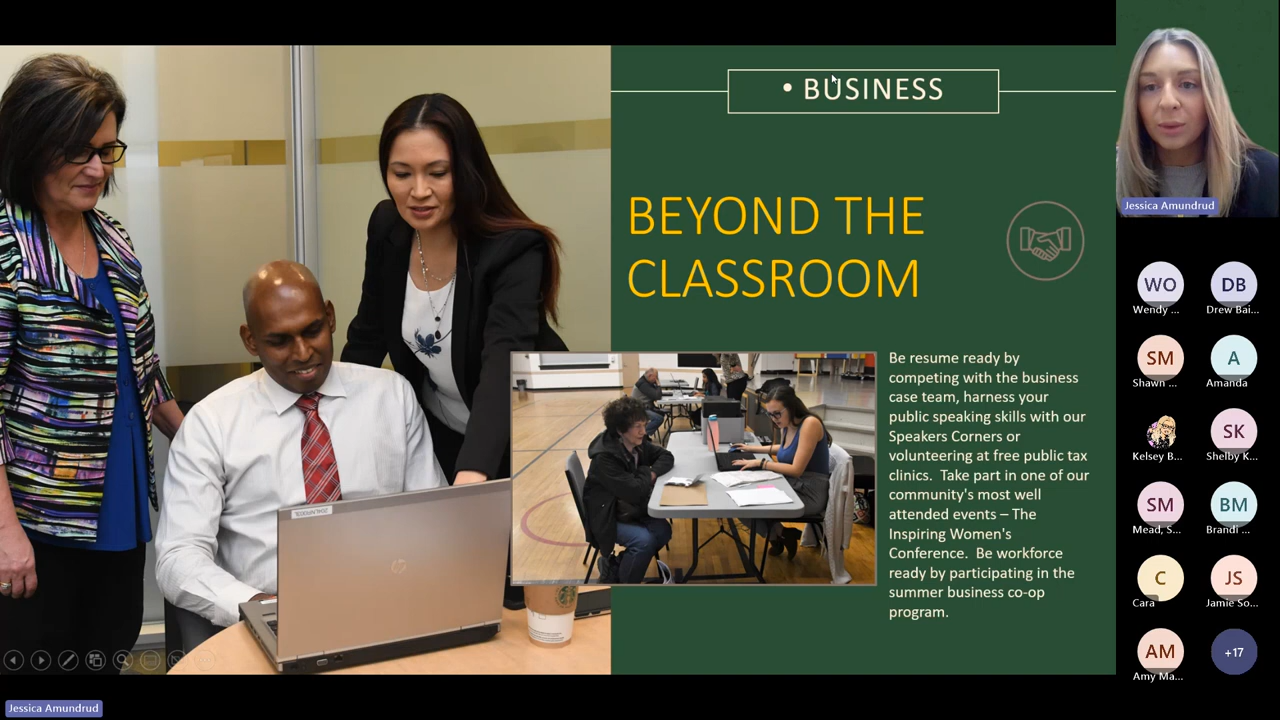 • BUSINESS
BEYOND THE
CLASSROOM
Be resume ready by
competing with the business
case team, harness your
public speaking skills with our
Speakers Corners or
volunteering at free public tax
clinics.  Take part in one of our
community's most well
attended events – The
Inspiring Women's
Conference.  Be workforce
ready by participating in the
summer business co-op
program.
Jessica Amundrud
WO
Wendy ...
DB
Drew Bai...
SM
Shawn ...
A
Amanda
Kelsey B...
SK
Shelby K...
SM
Mead, S...
BM
Brandi ...
C
Cara
JS
Jamie So...
AM
Amy Ma...
+17
hp
Jessica Amundrud